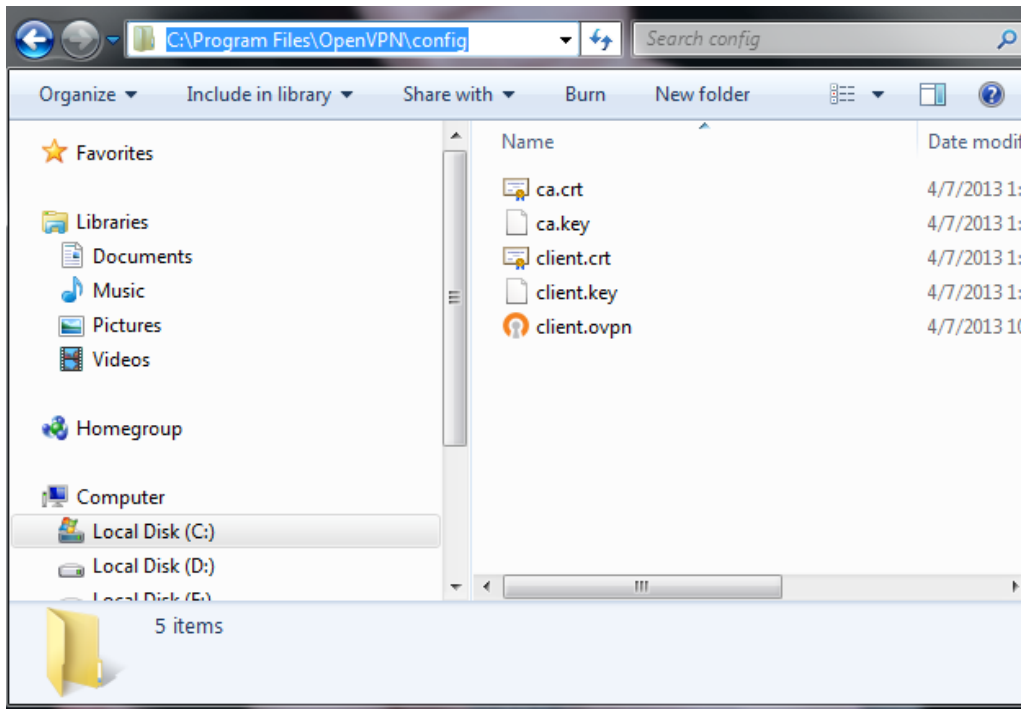 C:\Program Files\OpenVPN\config
Search config
Organize Include in library Share with Burn New folder
Favorites
Libraries
Documents
Music
Pictures
Videos
Homegroup
Computer
Local Disk (C:)
Local Disk (D:)
Local Disk (E:)
Name Date modif
ca.crt 4/7/2013 1:
ca.key 4/7/2013 1:
client.crt 4/7/2013 1:
client.key 4/7/2013 1:
client.ovpn 4/7/2013 10
5 items